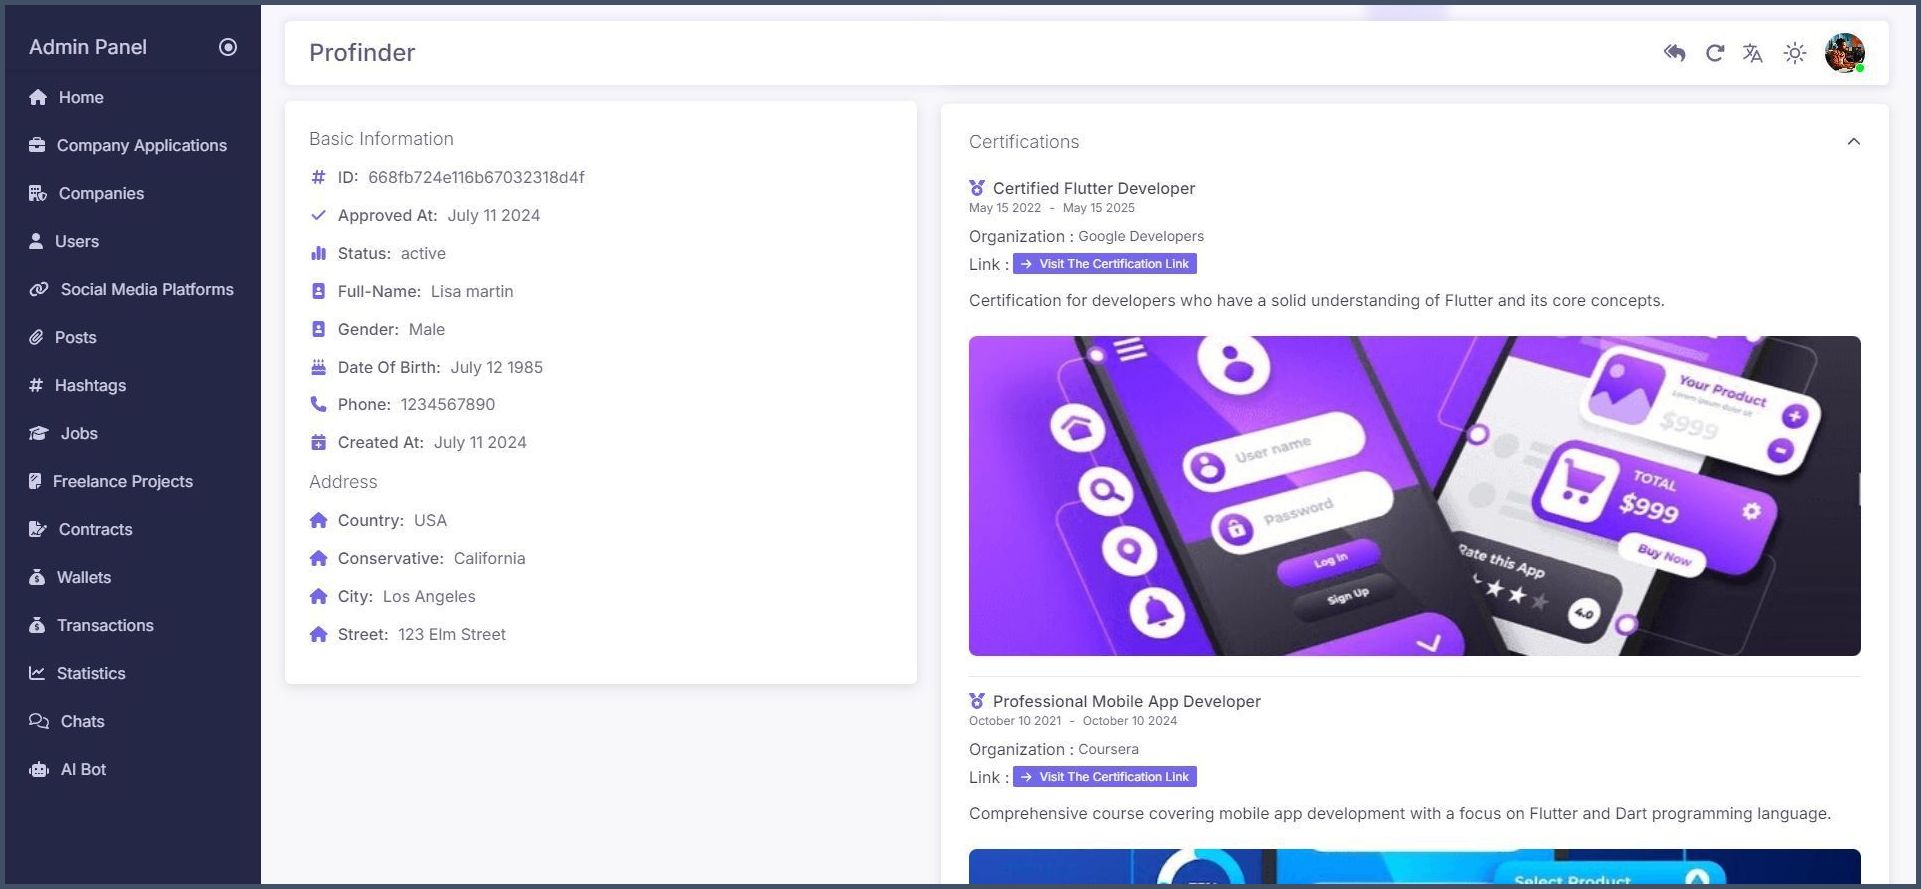 Admin Panel
Home
Company Applications
Companies
Users
Social Media Platforms
Posts
Hashtags
Jobs
Freelance Projects
Contracts
Wallets
Transactions
Statistics
Chats
AI Bot
Profinder
Basic Information
ID: 668fb724e116b67032318d4f
Approved At: July 11 2024
Status: active
Full-Name: Lisa martin
Gender: Male
Date Of Birth: July 12 1985
Phone: 1234567890
Created At: July 11 2024
Address
Country: USA
Conservative: California
City: Los Angeles
Street: 123 Elm Street
Certifications
Certified Flutter Developer
May 15 2022 - May 15 2025
Organization : Google Developers
Link : → Visit The Certification Link
Certification for developers who have a solid understanding of Flutter and its core concepts.
User name
Password
Log in
Sign Up
Your Product
Lorem ipsum dolor sit
$999
TOTAL
$999
Buy Now
Rate this App
4.0
Professional Mobile App Developer
October 10 2021 - October 10 2024
Organization : Coursera
Link : → Visit The Certification Link
Comprehensive course covering mobile app development with a focus on Flutter and Dart programming language.
Select Product